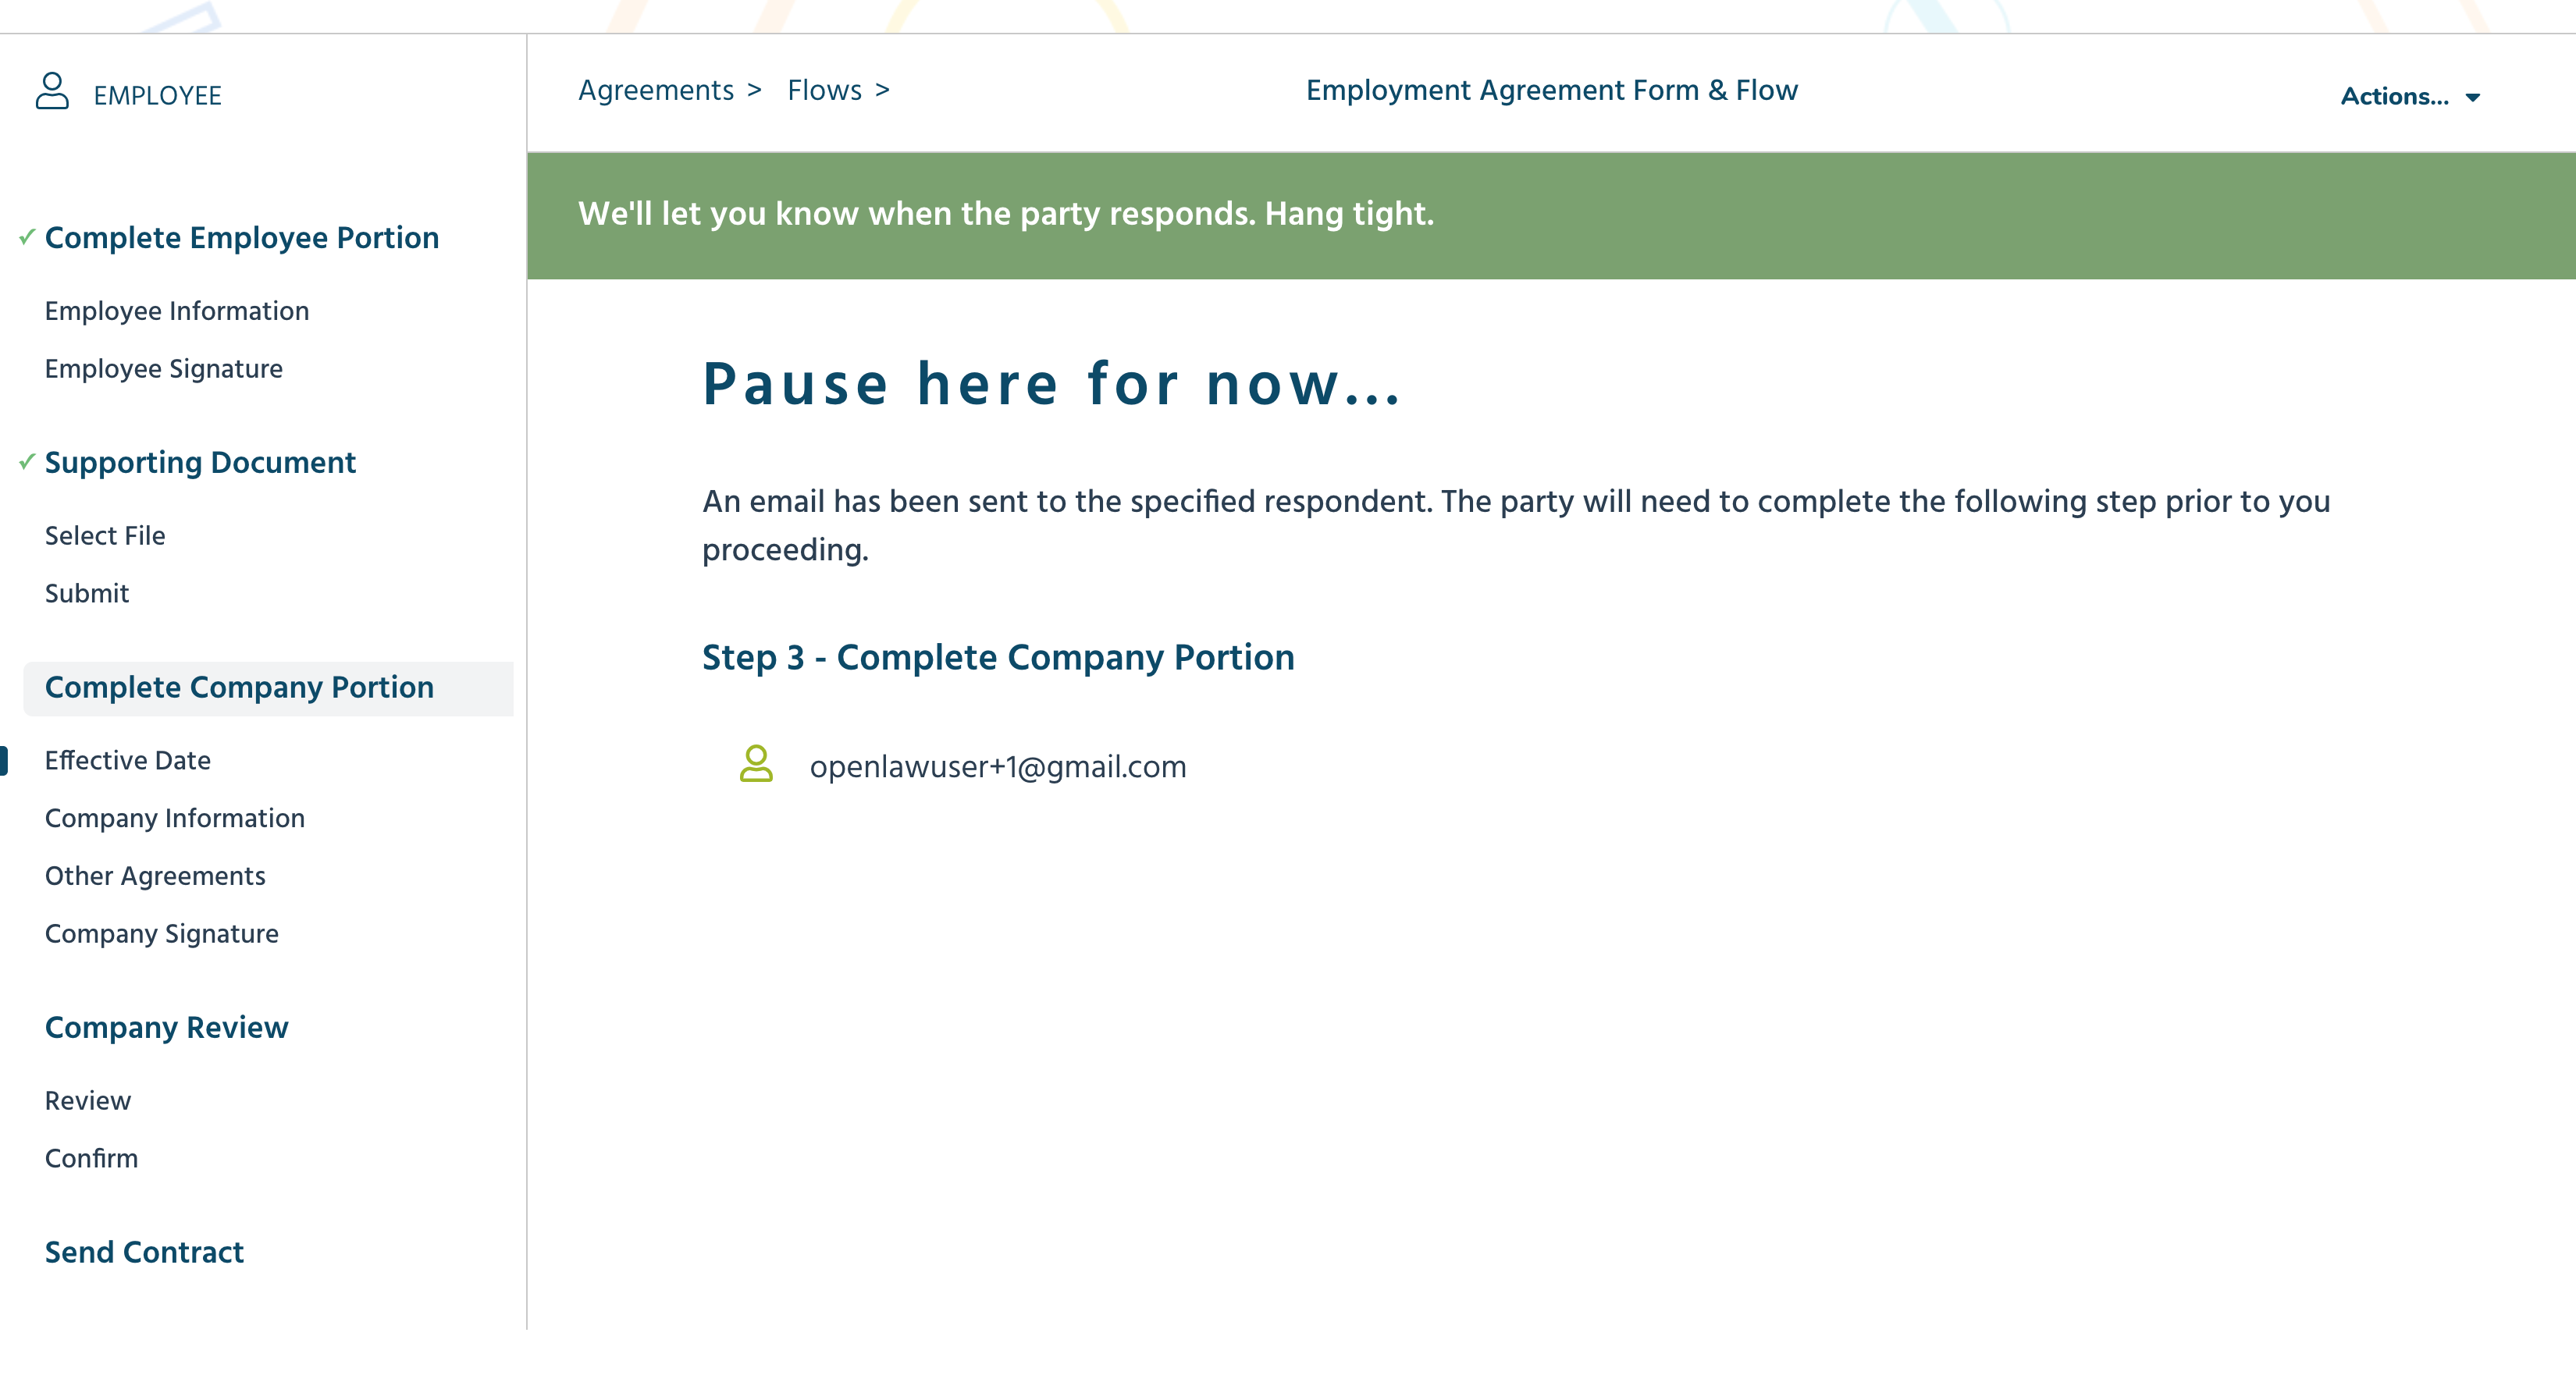 EMPLOYEE
✓ Complete Employee Portion
Employee Information
Employee Signature
✓ Supporting Document
Select File
Submit
Complete Company Portion
Effective Date
Company Information
Other Agreements
Company Signature
Company Review
Review
Confirm
Send Contract
Agreements > Flows >
Employment Agreement Form & Flow
Actions...
We'll let you know when the party responds. Hang tight.
Pause here for now...
An email has been sent to the specified respondent. The party will need to complete the following step prior to you
proceeding.
Step 3 - Complete Company Portion
openlawuser+1@gmail.com